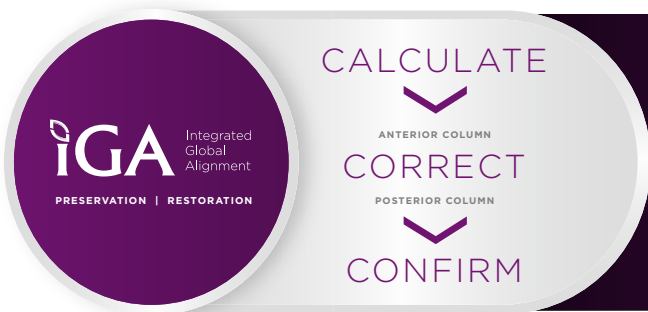 iGA
Integrated
Global
Alignment
PRESERVATION | RESTORATION
CALCULATE
ANTERIOR COLUMN
CORRECT
POSTERIOR COLUMN
CONFIRM